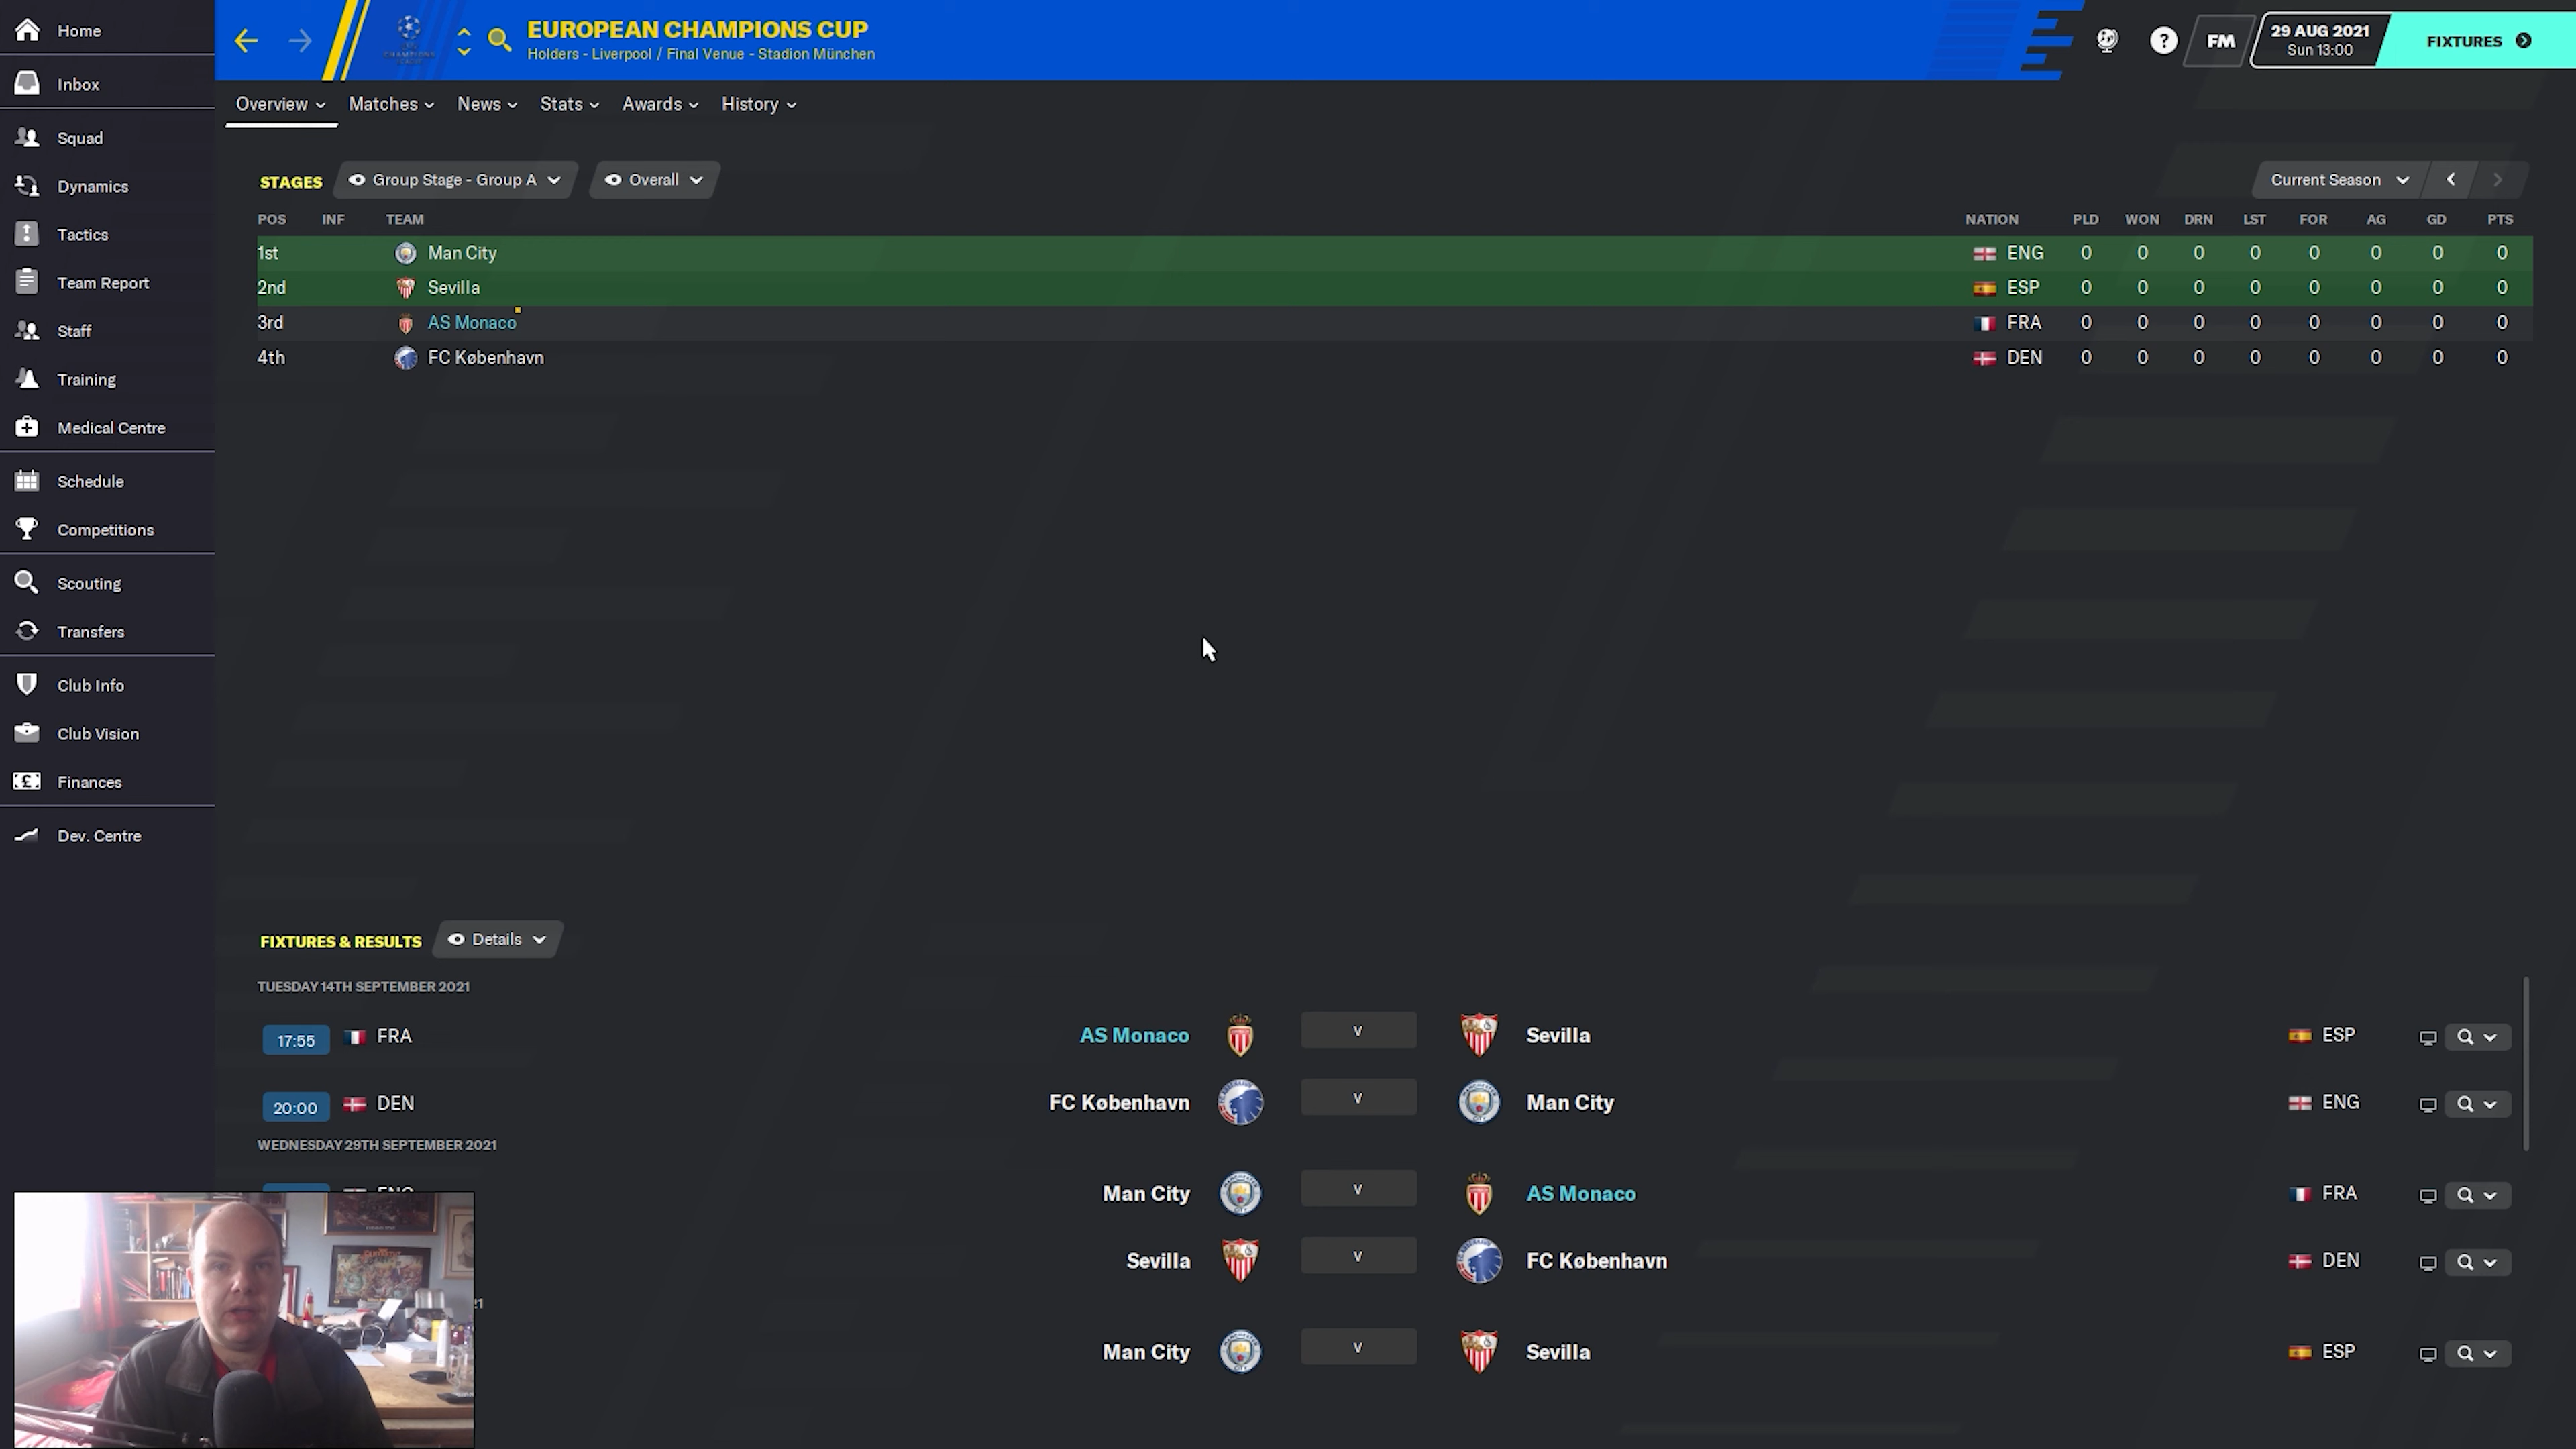 Home
Inbox
Squad
Dynamics
Tactics
Team Report
Staff
Training
Medical Centre
Schedule
Competitions
Scouting
Transfers
Club Info
Club Vision
Finances
Dev. Centre
EUROPEAN CHAMPIONS CUP
Holders - Liverpool / Final Venue - Stadion München
?
FM
29 AUG 2021
Sun 13:00
FIXTURES
Overview Matches News Stats Awards History
STAGES Group Stage - Group A Overall Current Season
POS INF TEAM NATION PLD WON DRN LST FOR AG GD PTS
1st Man City ENG 0 0 0 0 0 0 0 0
2nd Sevilla ESP 0 0 0 0 0 0 0 0
3rd AS Monaco FRA 0 0 0 0 0 0 0 0
4th FC København DEN 0 0 0 0 0 0 0 0
FIXTURES & RESULTS Details
TUESDAY 14TH SEPTEMBER 2021
17:55 FRA AS Monaco v Sevilla ESP
20:00 DEN FC København v Man City ENG
WEDNESDAY 29TH SEPTEMBER 2021
Man City v AS Monaco FRA
Sevilla v FC København DEN
Man City v Sevilla ESP